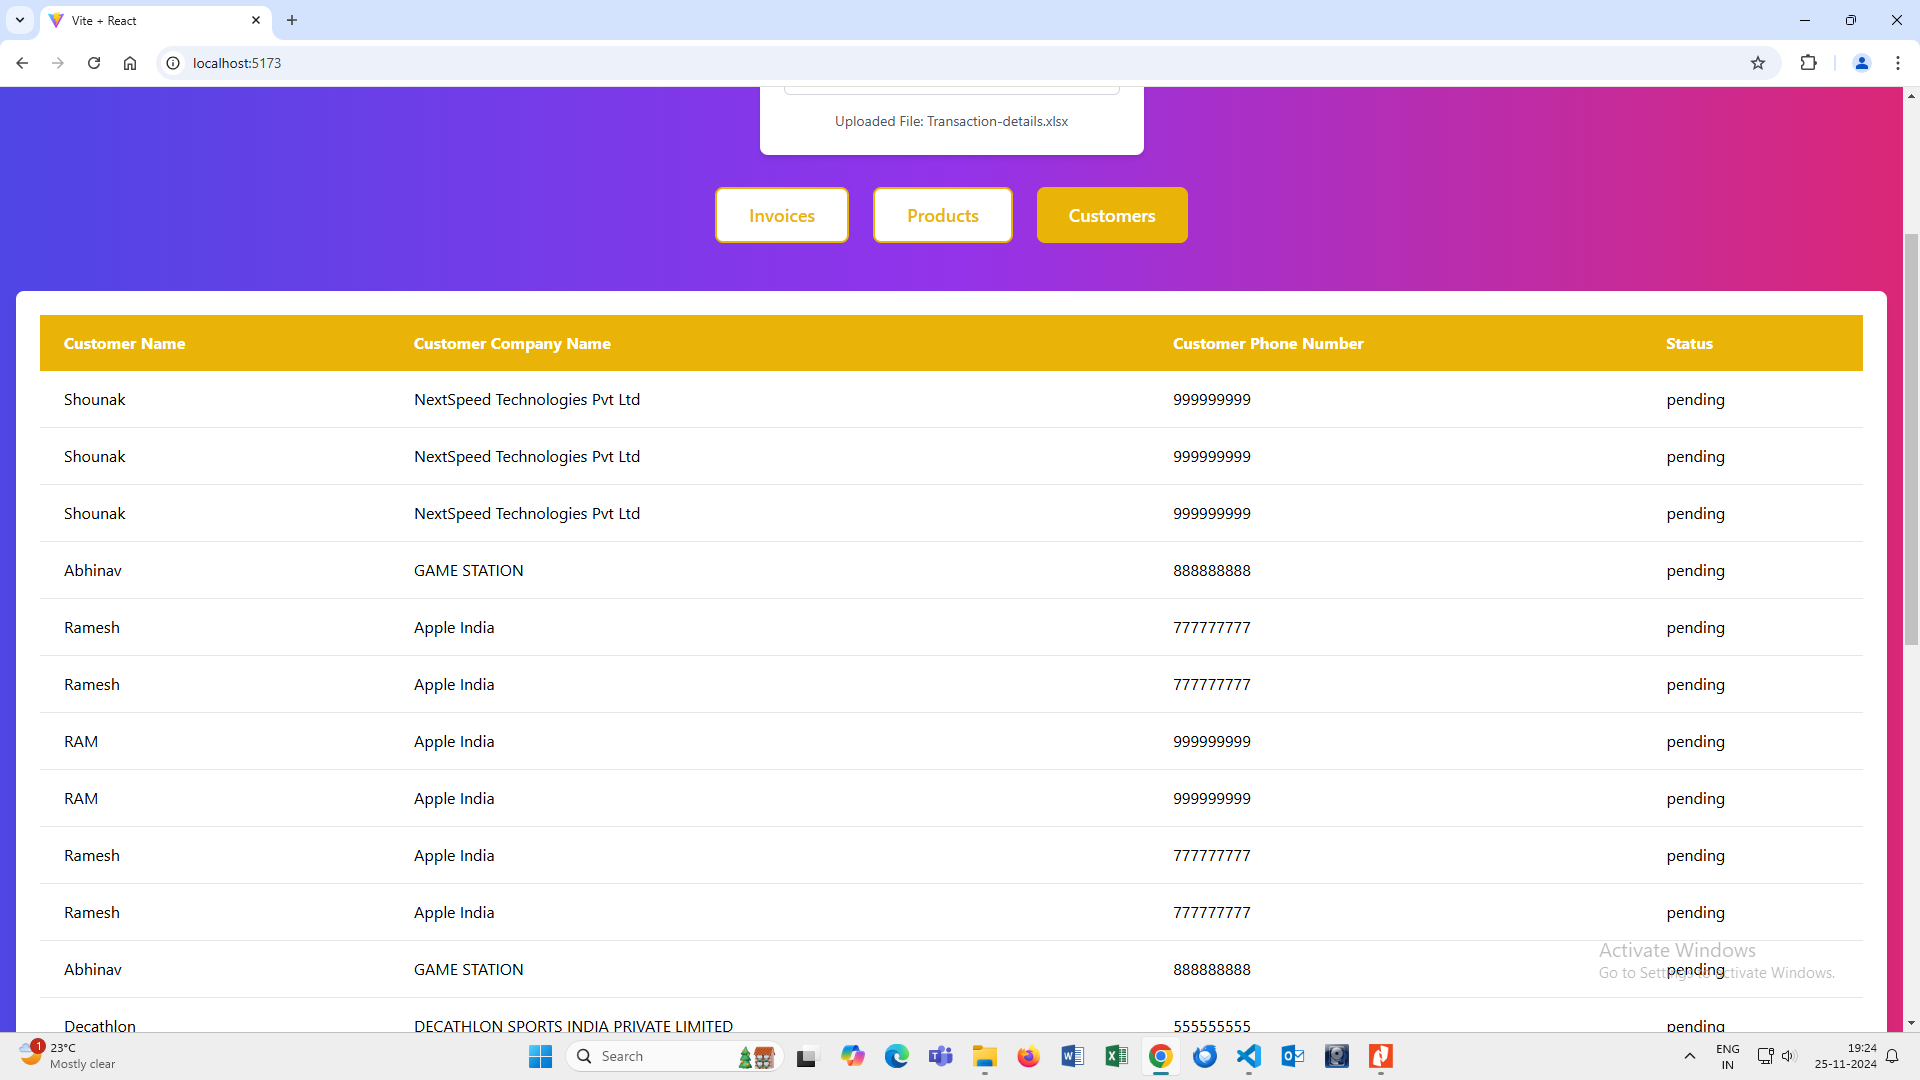 Vite + React
localhost:5173
Uploaded File: Transaction-details.xlsx
Invoices Products Customers
Customer Name Customer Company Name Customer Phone Number Status
Shounak NextSpeed Technologies Pvt Ltd 999999999 pending
Shounak NextSpeed Technologies Pvt Ltd 999999999 pending
Shounak NextSpeed Technologies Pvt Ltd 999999999 pending
Abhinav GAME STATION 888888888 pending
Ramesh Apple India 777777777 pending
Ramesh Apple India 777777777 pending
RAM Apple India 999999999 pending
RAM Apple India 999999999 pending
Ramesh Apple India 777777777 pending
Ramesh Apple India 777777777 pending
Activate Windows
Abhinav GAME STATION 888888888 pending
Go to Settings to activate Windows.
Decathlon DECATHLON SPORTS INDIA PRIVATE LIMITED 555555555 pending
1
23°C
Mostly clear
Search
ENG
IN
19:24
25-11-2024